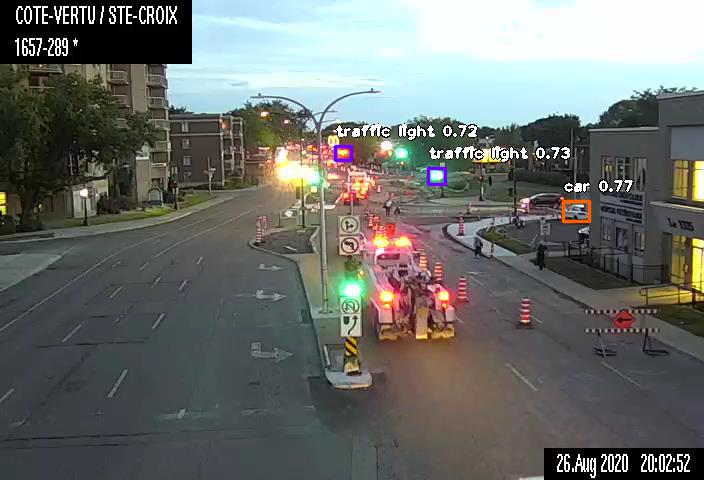 COTE-VERTU / STE-CROIX
1657-289 *
traffic light 0.72
traffic light 0.73
car 0.77
26.Aug 2020 20:02:52